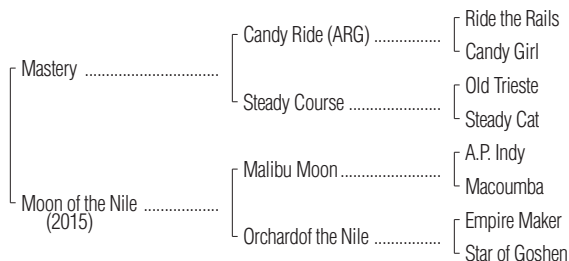 Ride the Rails
Candy Ride (ARG) ..................
Candy Girl
Mastery ..................................
Old Trieste
Steady Course .......................
Steady Cat
A.P. Indy
Malibu Moon .........................
Macoumba
Moon of the Nile ...................
(2015)
Empire Maker
Orchardof the Nile .................
Star of Goshen